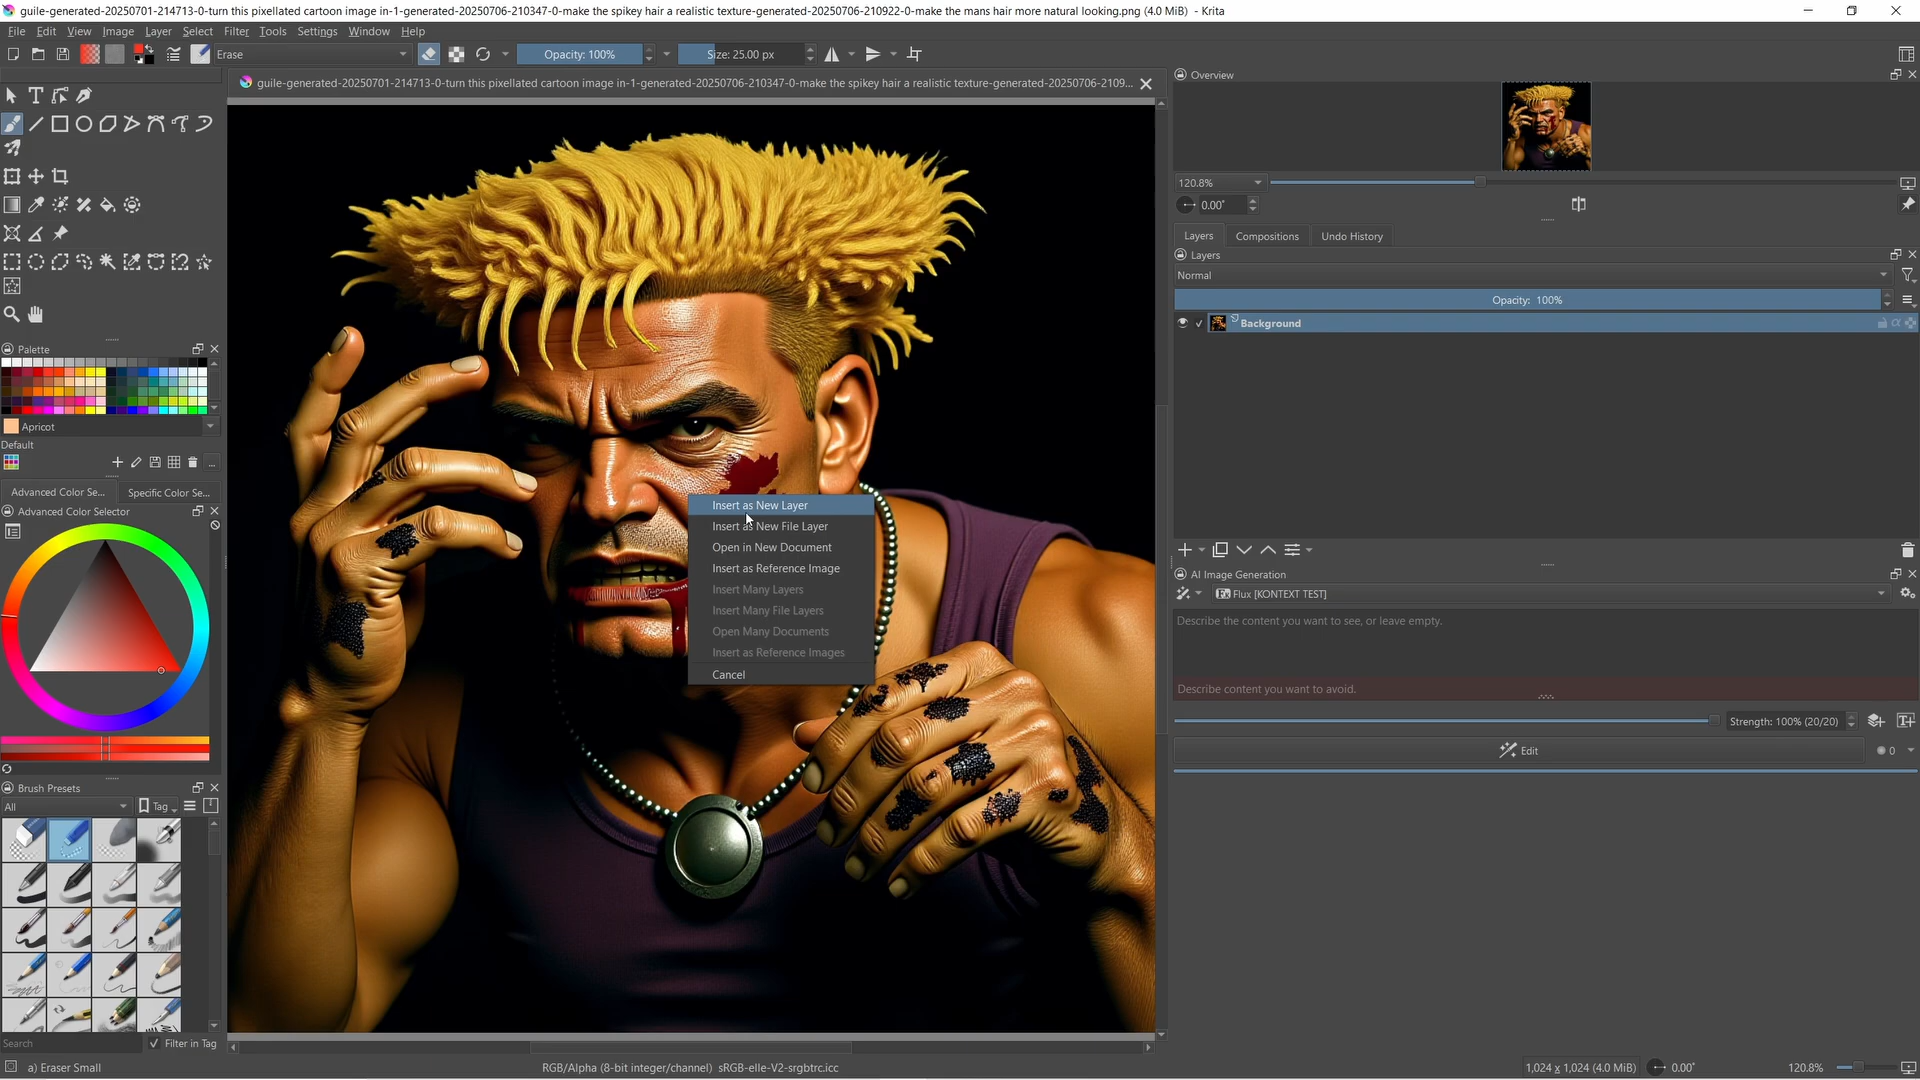 guile-generated-20250701-214713-0-turn this pixellated cartoon image in-1-generated-20250706-210347-0-make the spikey hair a realistic texture-generated-20250706-210922-0-make the mans hair more natural looking.png (4.0 MiB)  - Krita
File Edit View Image Layer Select Filter Tools Settings Window Help
Erase Opacity: 100% Size: 25.00 px
guile-generated-20250701-214713-0-turn this pixellated cartoon image in-1-generated-20250706-210347-0-make the spikey hair a realistic texture-generated-20250706-2109...
Overview
120.8%
0.00°
Layers Compositions Undo History
Layers
Normal
Opacity: 100%
Background
Palette
Apricot
Default
...
Advanced Color Se... Specific Color Se...
Advanced Color Selector
Insert as New Layer
Insert as New File Layer
Open in New Document
Insert as Reference Image
Insert Many Layers
Insert Many File Layers
Open Many Documents
Insert as Reference Images
Cancel
AI Image Generation
Flux [KONTEXT TEST]
Describe the content you want to see, or leave empty.
Describe content you want to avoid.
Strength: 100% (20/20)
Edit
0
Brush Presets
All Tag
Search Filter in Tag
a) Eraser Small RGB/Alpha (8-bit integer/channel) sRGB-elle-V2-srgbtrc.icc 1,024 x 1,024 (4.0 MiB) 0.00° 120.8%